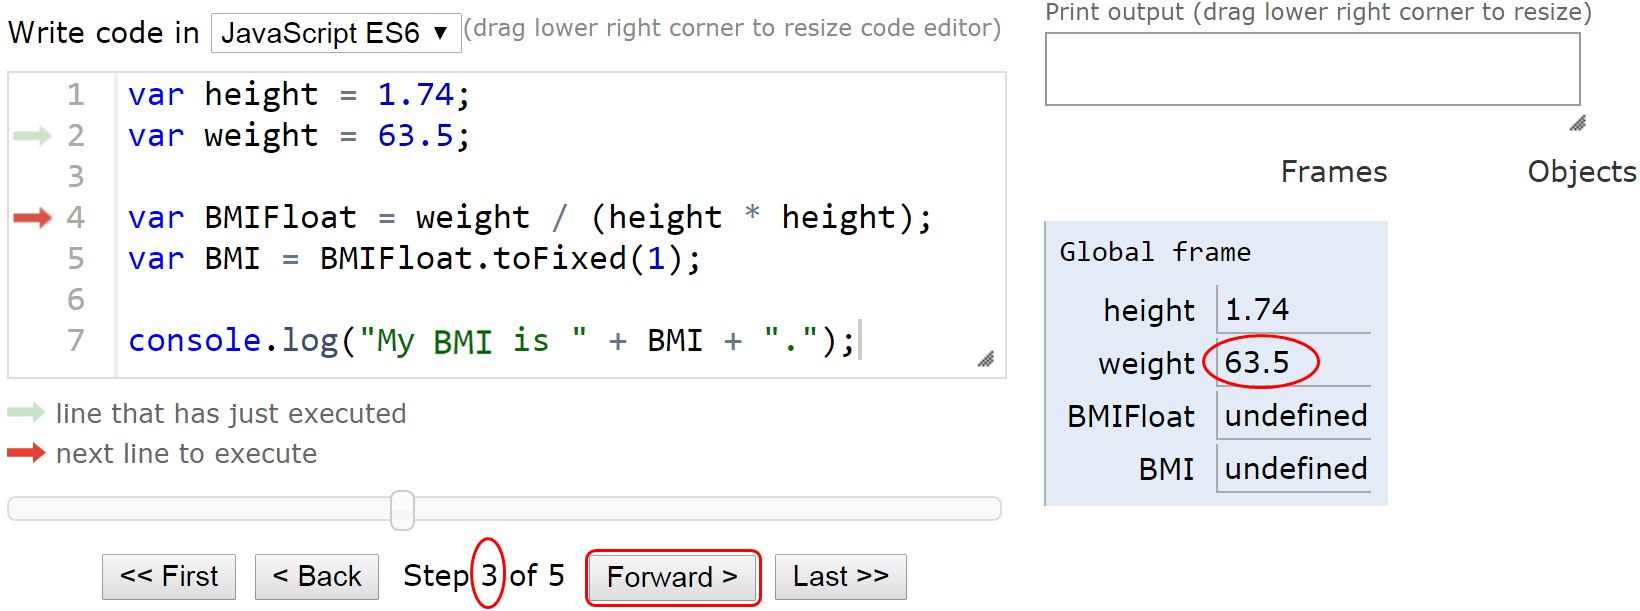 Write code in JavaScript ES6 ▼ (drag lower right corner to resize code editor)
1 var height = 1.74;
2 var weight = 63.5;
3
4 var BMIFloat = weight / (height * height);
5 var BMI = BMIFloat.toFixed(1);
6
7 console.log("My BMI is " + BMI + ".");
line that has just executed
next line to execute
<< First < Back Step 3 of 5 Forward > Last >>
Print output (drag lower right corner to resize)
Frames Objects
Global frame
height 1.74
weight 63.5
BMIFloat undefined
BMI undefined